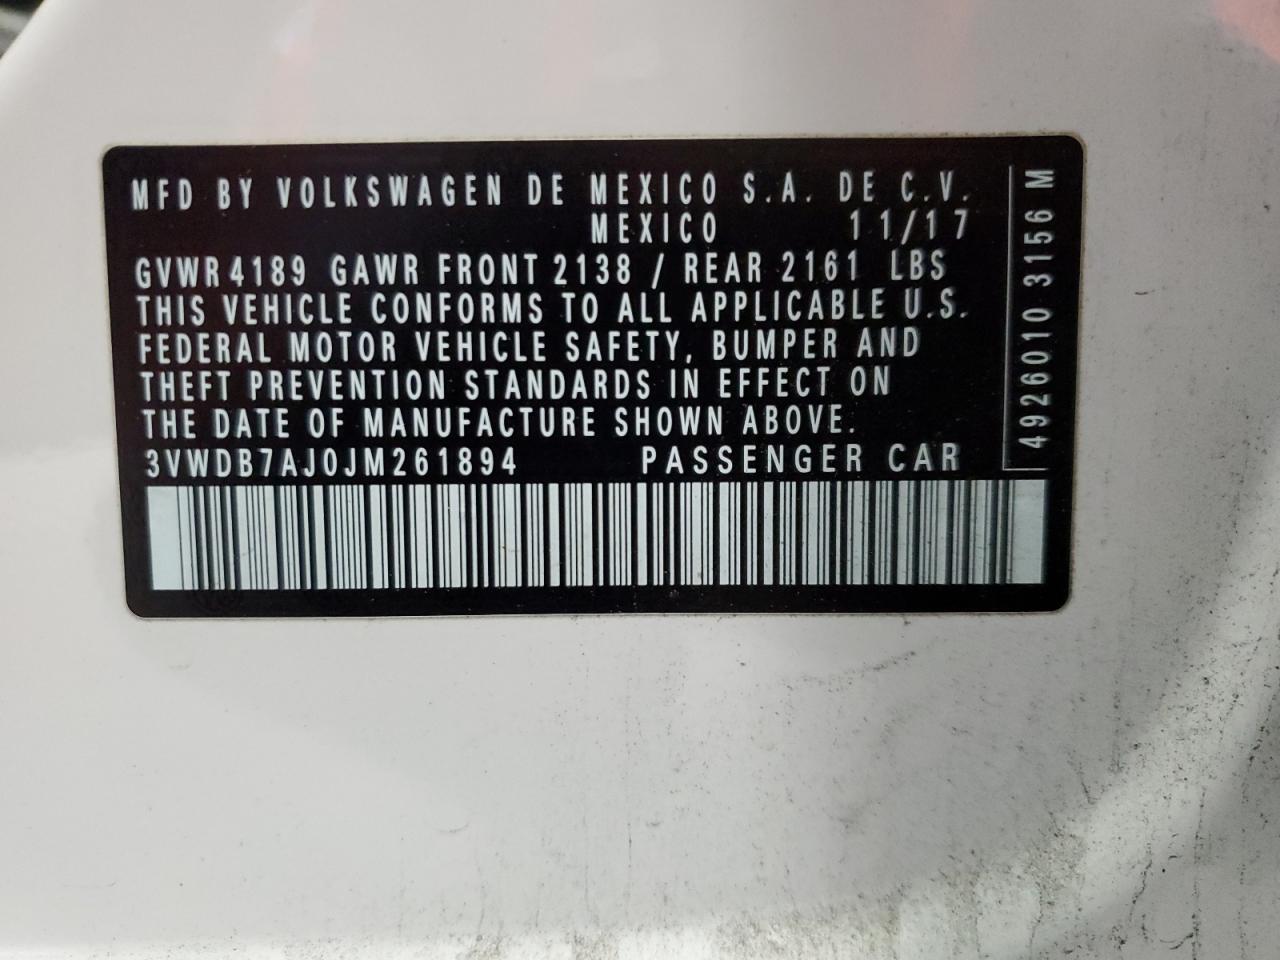 MFD BY VOLKSWAGEN DE MEXICO S.A. DE C.V.
MEXICO 11/17
GVWR 4189 GAWR FRONT 2138 / REAR 2161 LBS
THIS VEHICLE CONFORMS TO ALL APPLICABLE U.S.
FEDERAL MOTOR VEHICLE SAFETY, BUMPER AND
THEFT PREVENTION STANDARDS IN EFFECT ON
THE DATE OF MANUFACTURE SHOWN ABOVE.
3VWDB7AJ0JM261894 PASSENGER CAR
4926010 3156 M